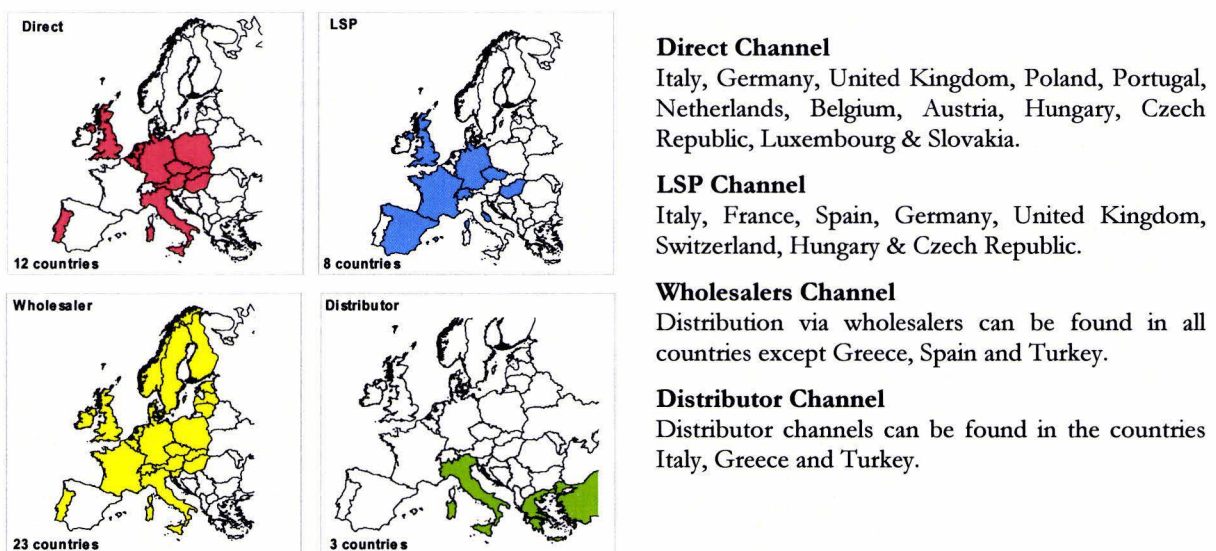 Direct
12 countries
LSP
8 countries
Wholesaler
23 countries
Distributor
3 countries
Direct Channel
Italy, Germany, United Kingdom, Poland, Portugal,
Netherlands, Belgium, Austria, Hungary, Czech
Republic, Luxembourg & Slovakia.
LSP Channel
Italy, France, Spain, Germany, United Kingdom,
Switzerland, Hungary & Czech Republic.
Wholesalers Channel
Distribution via wholesalers can be found in all
countries except Greece, Spain and Turkey.
Distributor Channel
Distributor channels can be found in the countries
Italy, Greece and Turkey.